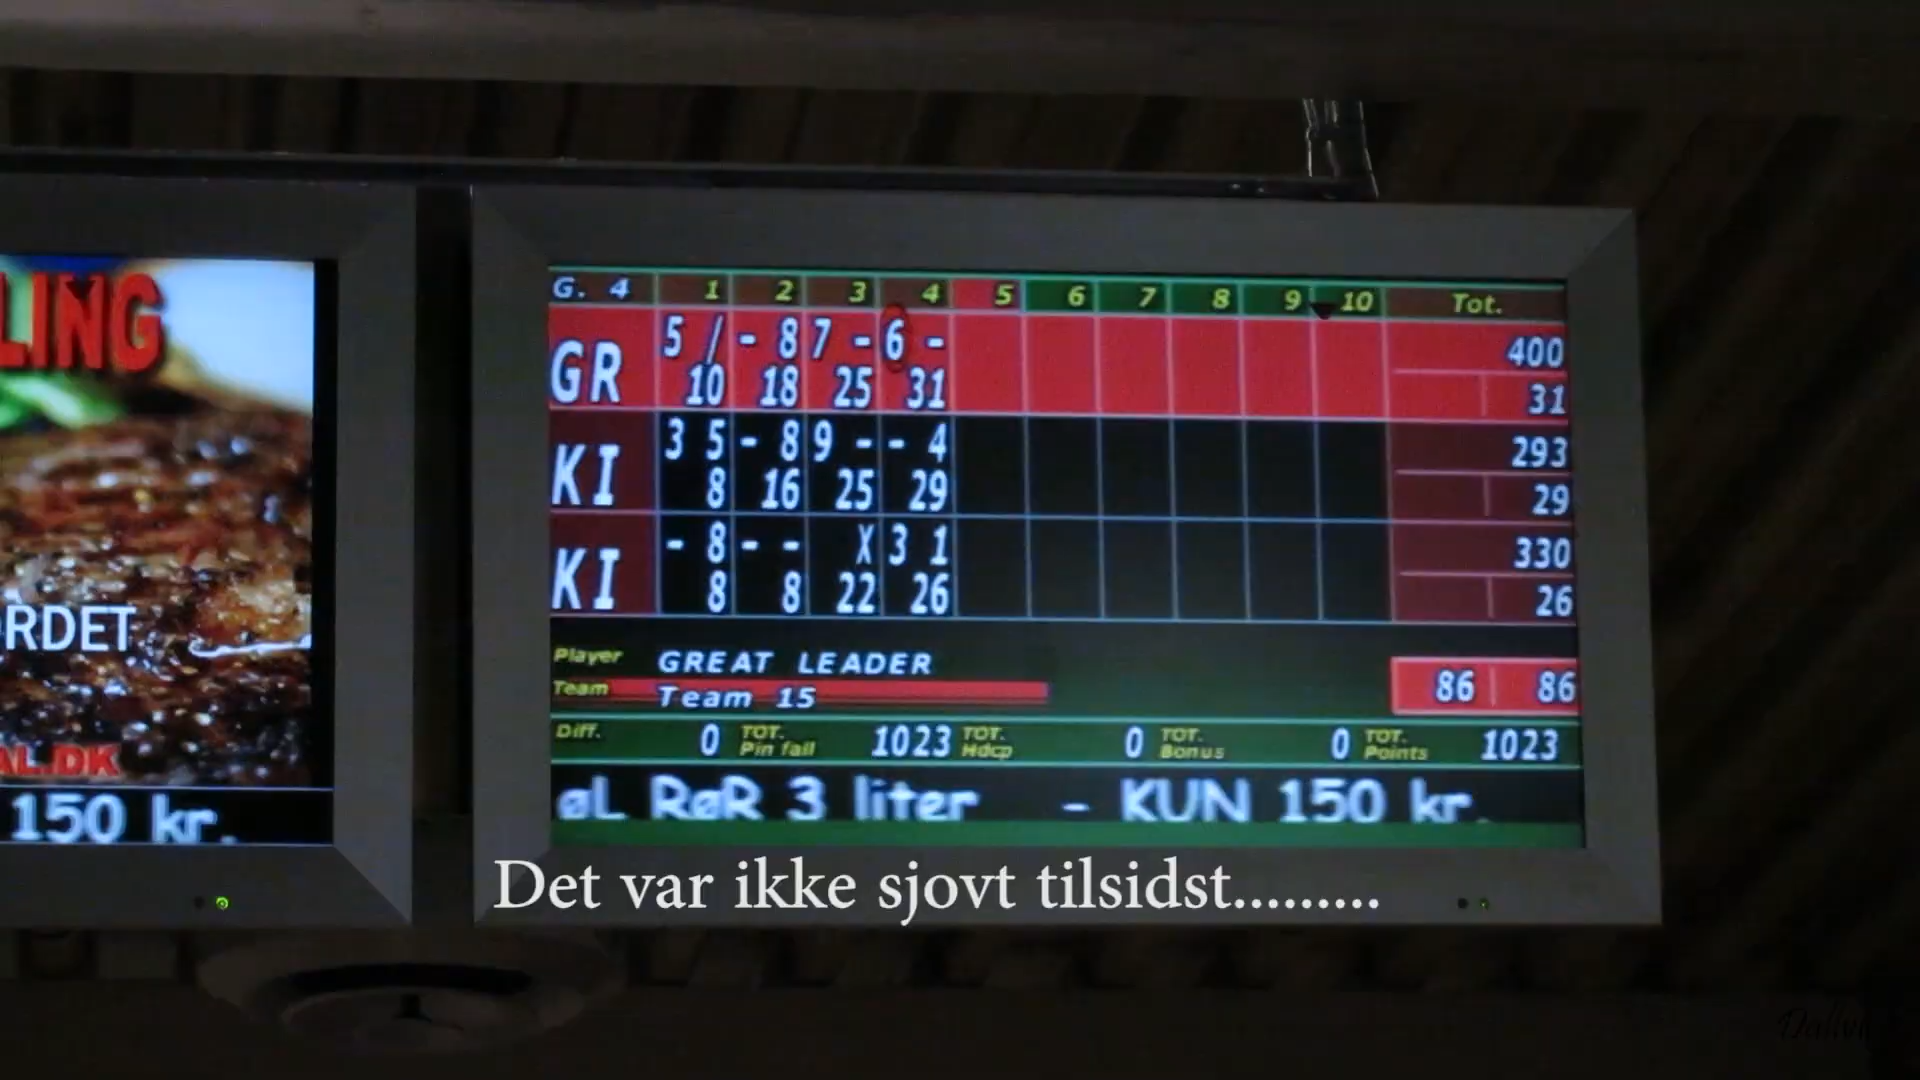 LING
RDET
AL.DK
150 kr.
G. 4 1 2 3 4 5 6 7 8 9 10 Tot.
GR 5 / - 8 7 - 6 - 400
10 18 25 31 31
KI 3 5 - 8 9 - - 4 293
8 16 25 29 29
KI - 8 - - X 3 1 330
8 8 22 26 26
Player GREAT LEADER
Team Team 15 86 86
Diff. 0 TOT. Pin fall 1023 TOT. Hdcp 0 TOT. Bonus 0 TOT. Points 1023
øL RøR 3 liter - KUN 150 kr.
Det var ikke sjovt tilsidst.........